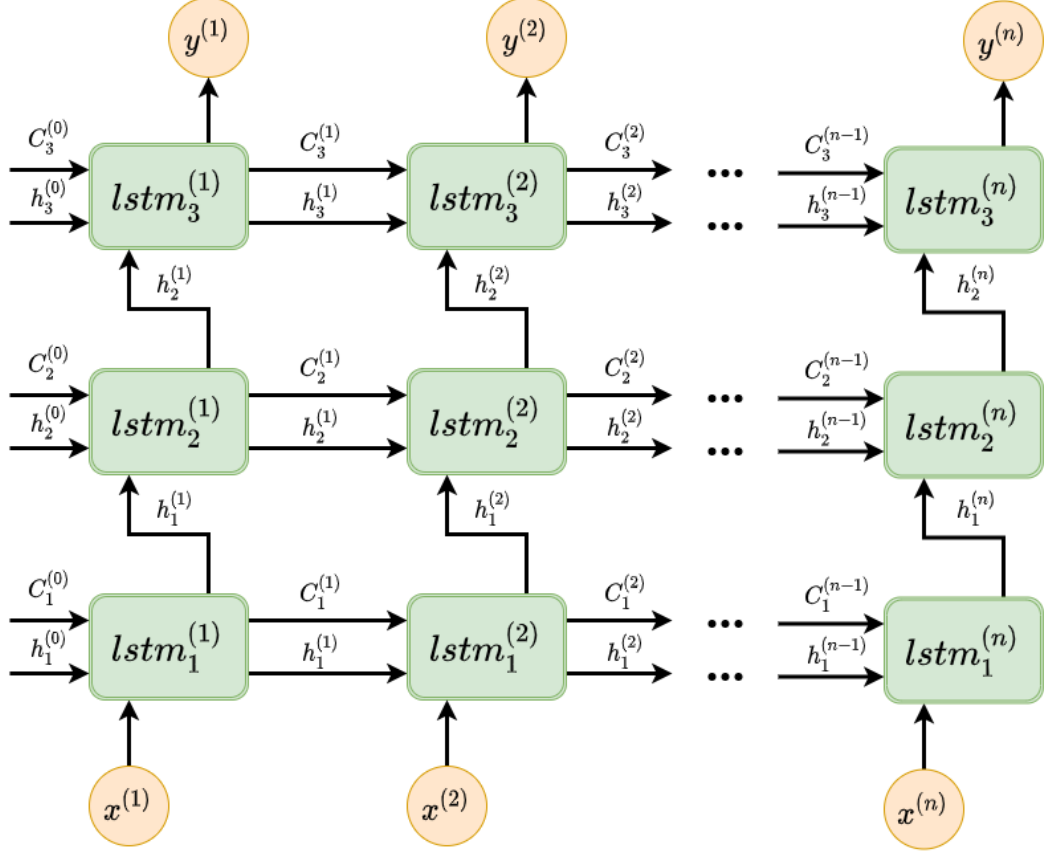 y^(1) y^(2) y^(n)
C_3^(0) C_3^(1) C_3^(2) C_3^(n-1)
lstm_3^(1) lstm_3^(2) ... lstm_3^(n)
h_3^(0) h_3^(1) h_3^(2) ... h_3^(n-1)
h_2^(1) h_2^(2) h_2^(n)
C_2^(0) C_2^(1) C_2^(2) C_2^(n-1)
lstm_2^(1) lstm_2^(2) ... lstm_2^(n)
h_2^(0) h_2^(1) h_2^(2) ... h_2^(n-1)
h_1^(1) h_1^(2) h_1^(n)
C_1^(0) C_1^(1) C_1^(2) C_1^(n-1)
lstm_1^(1) lstm_1^(2) ... lstm_1^(n)
h_1^(0) h_1^(1) h_1^(2) ... h_1^(n-1)
x^(1) x^(2) x^(n)